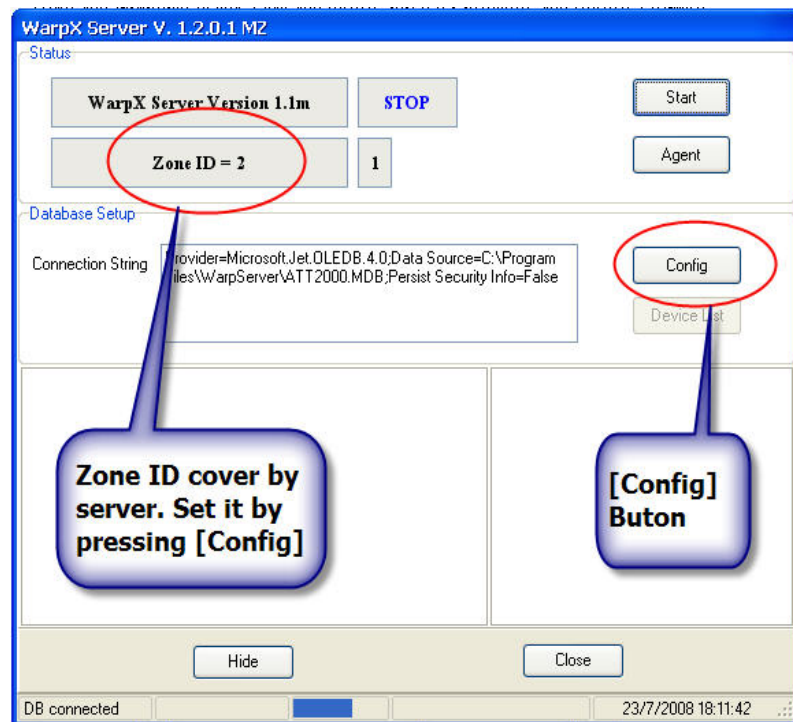 WarpX Server V. 1.2.0.1 MZ
Status
WarpX Server Version 1.1m
STOP
Start
Zone ID = 2
1
Agent
Database Setup
Connection String
Provider=Microsoft.Jet.OLEDB.4.0;Data Source=C:\Program
Files\WarpServer\ATT2000.MDB;Persist Security Info=False
Config
Device List
Zone ID cover by
server. Set it by
pressing [Config]
[Config]
Buton
Hide
Close
DB connected
23/7/2008 18:11:42